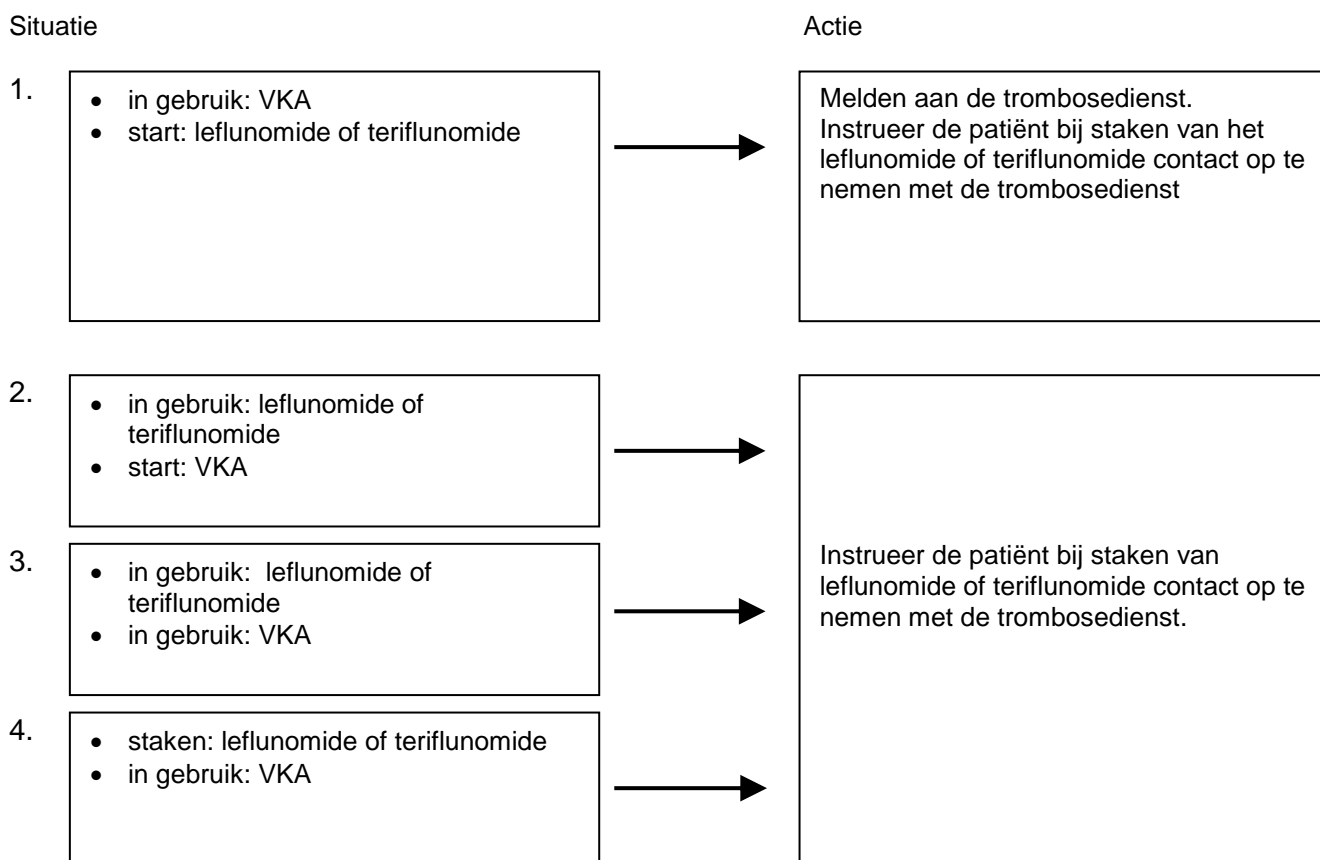 Situatie
Actie
1.
• in gebruik: VKA
• start: leflunomide of teriflunomide
Melden aan de trombosedienst.
Instrueer de patiënt bij staken van het
leflunomide of teriflunomide contact op te
nemen met de trombosedienst
2.
• in gebruik: leflunomide of
teriflunomide
• start: VKA
3.
• in gebruik: leflunomide of
teriflunomide
• in gebruik: VKA
4.
• staken: leflunomide of teriflunomide
• in gebruik: VKA
Instrueer de patiënt bij staken van
leflunomide of teriflunomide contact op te
nemen met de trombosedienst.